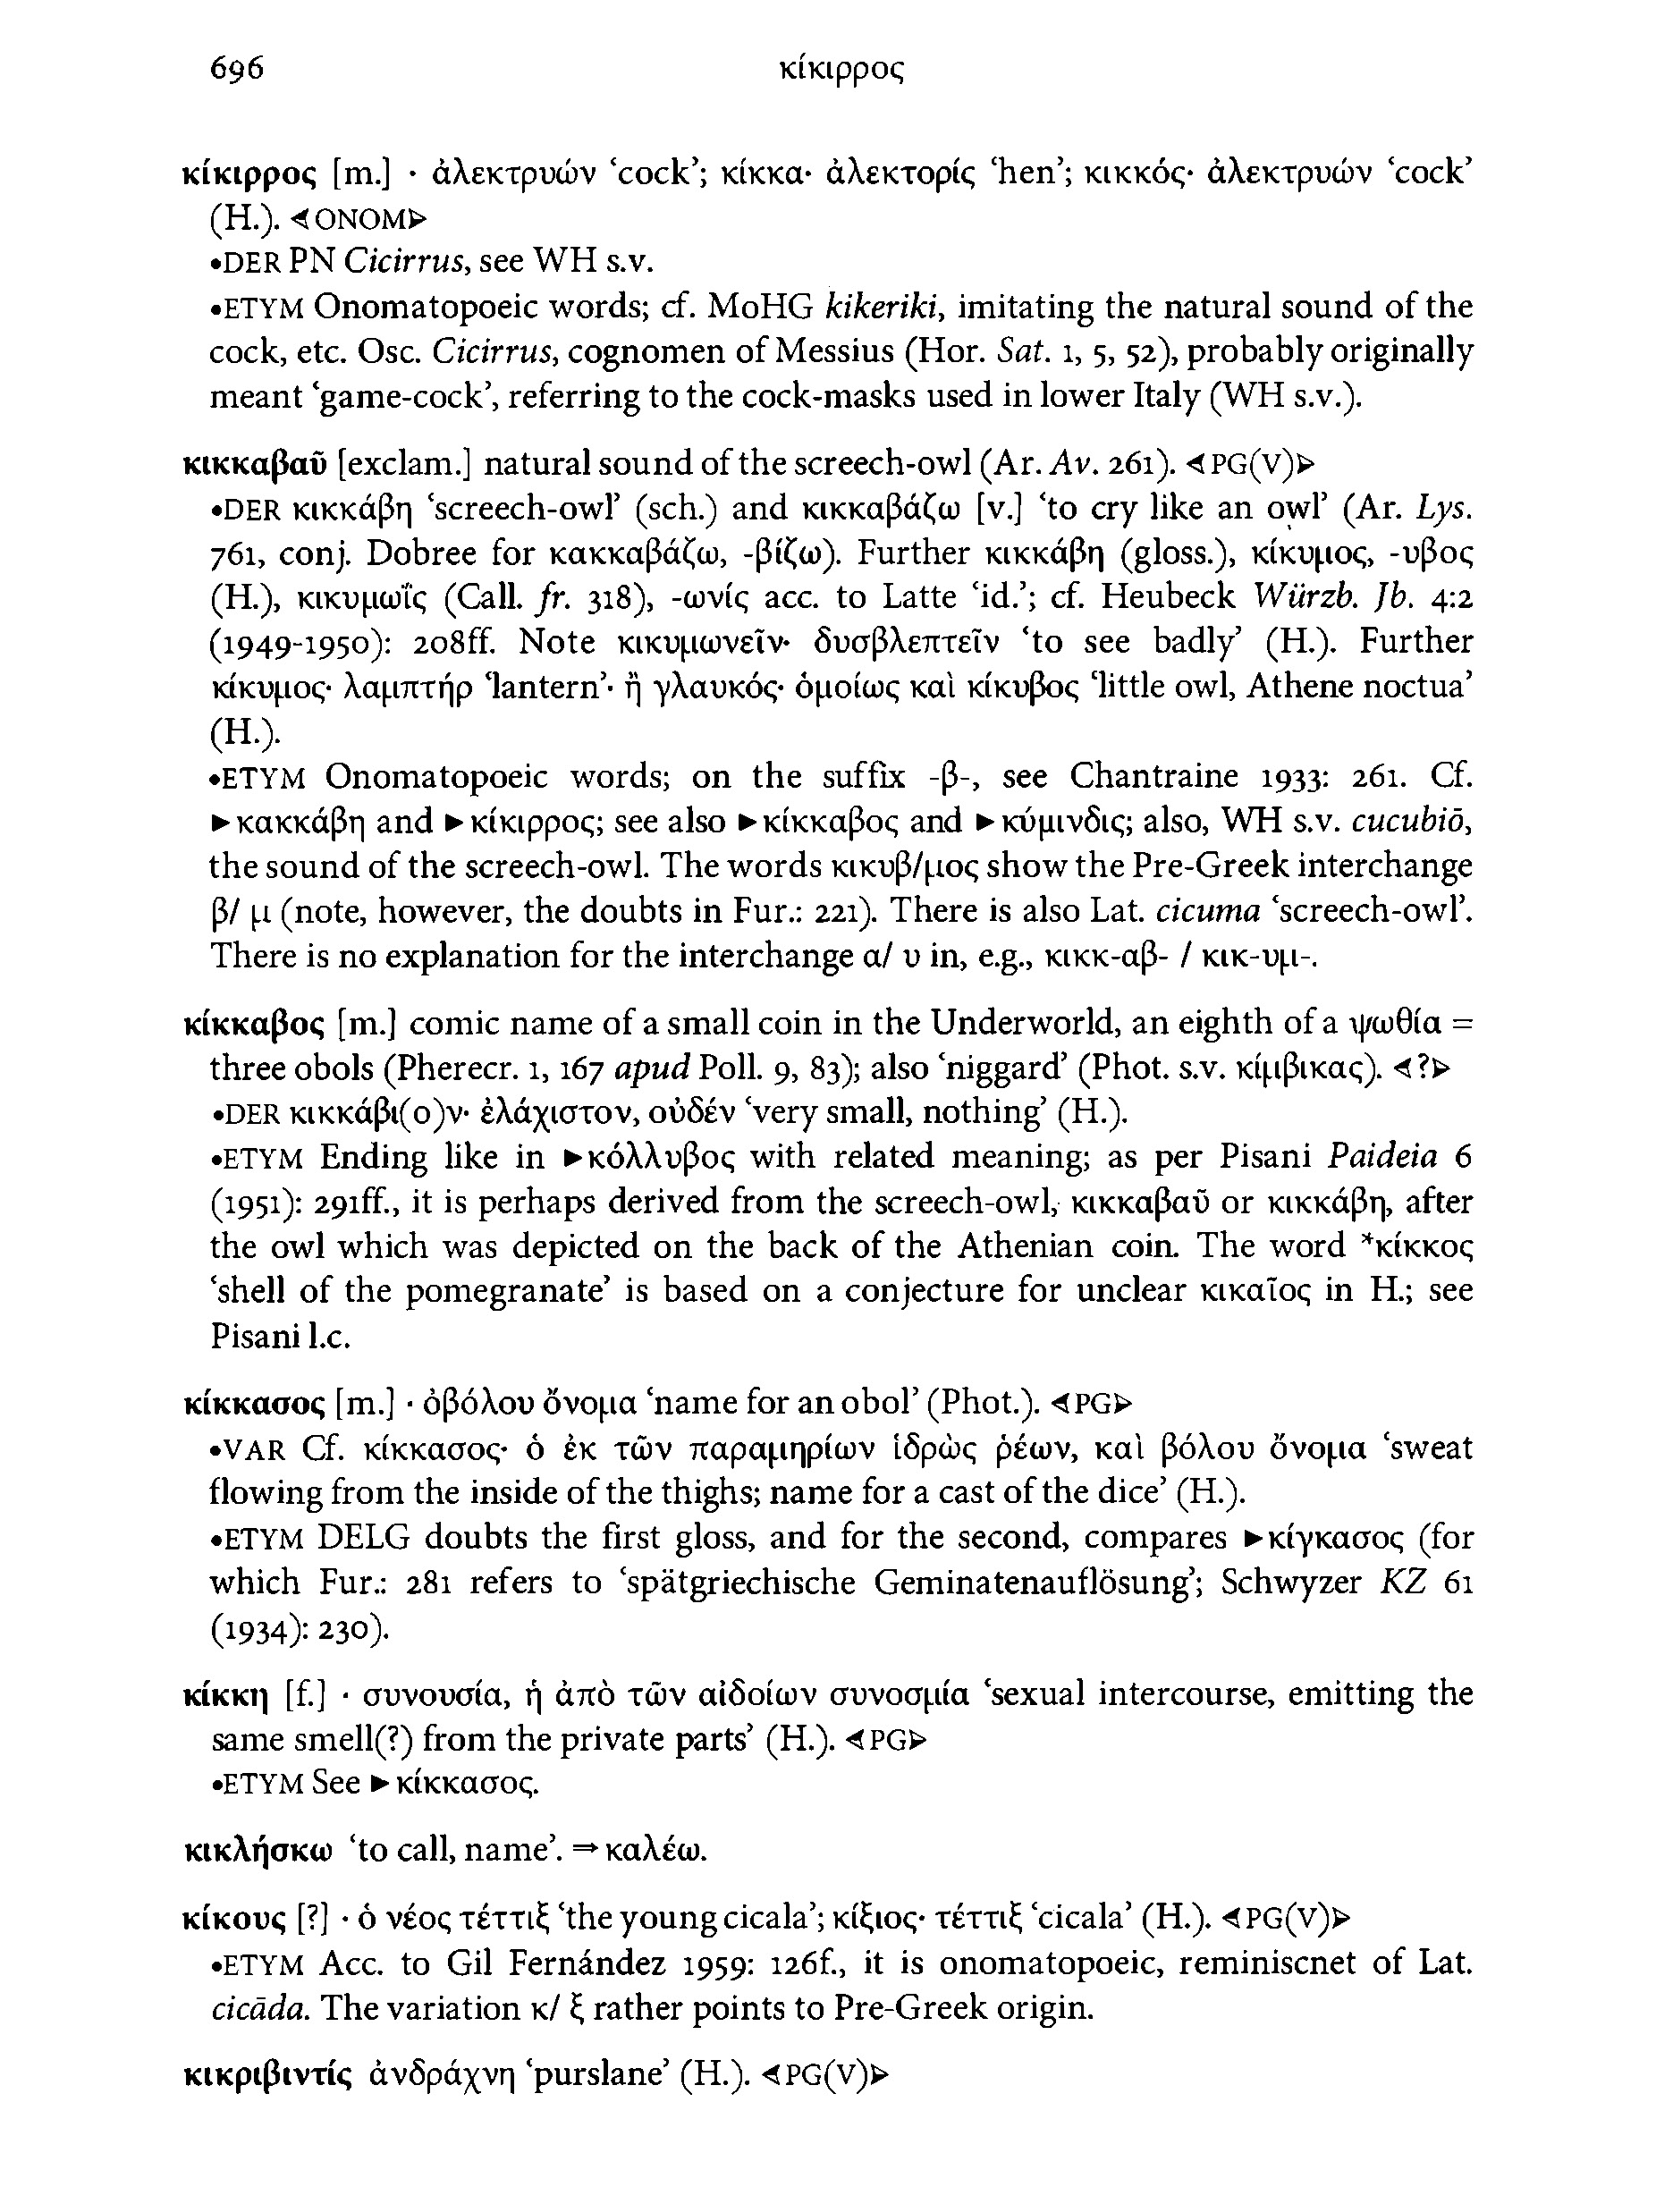 696 κίκιρρος
κίκιρρος [m.] · ἀλεκτρυών ‘cock’; κίκκα· ἀλεκτορίς ‘hen’; κικκός· ἀλεκτρυών ‘cock’
(H.). ◁ONOM▷
•DER PN Cicirrus, see WH s.v.
•ETYM Onomatopoeic words; cf. MoHG kikeriki, imitating the natural sound of the
cock, etc. Osc. Cicirrus, cognomen of Messius (Hor. Sat. 1, 5, 52), probably originally
meant ‘game-cock’, referring to the cock-masks used in lower Italy (WH s.v.).
κικκαβαῦ [exclam.] natural sound of the screech-owl (Ar. Av. 261). ◁PG(V)▷
•DER κικκάβη ‘screech-owl’ (sch.) and κικκαβάζω [v.] ‘to cry like an owl’ (Ar. Lys.
761, conj. Dobree for κακκαβάζω, -βίζω). Further κικκάβη (gloss.), κίκυμος, -υβος
(H.), κικυμωΐς (Call. fr. 318), -ωνίς acc. to Latte ‘id.’; cf. Heubeck Würzb. Jb. 4:2
(1949-1950): 208ff. Note κικυμωνεῖν· δυσβλεπτεῖν ‘to see badly’ (H.). Further
κίκυμος· λαμπτήρ ‘lantern’· ἢ γλαυκός· ὁμοίως καὶ κίκυβος ‘little owl, Athene noctua’
(H.).
•ETYM Onomatopoeic words; on the suffix -β-, see Chantraine 1933: 261. Cf.
►κακκάβη and ►κίκιρρος; see also ►κίκκαβος and ►κύμινδις; also, WH s.v. cucubiō,
the sound of the screech-owl. The words κικυβ/μος show the Pre-Greek interchange
β/ μ (note, however, the doubts in Fur.: 221). There is also Lat. cicuma ‘screech-owl’.
There is no explanation for the interchange α/ υ in, e.g., κικκ-αβ- / κικ-υμ-.
κίκκαβος [m.] comic name of a small coin in the Underworld, an eighth of a ψωθία =
three obols (Pherecr. 1, 167 apud Poll. 9, 83); also ‘niggard’ (Phot. s.v. κίμβικας). ◁?▷
•DER κικκάβι(ο)ν· ἐλάχιστον, οὐδέν ‘very small, nothing’ (H.).
•ETYM Ending like in ►κόλλυβος with related meaning; as per Pisani Paideia 6
(1951): 291ff., it is perhaps derived from the screech-owl, κικκαβαῦ or κικκάβη, after
the owl which was depicted on the back of the Athenian coin. The word *κίκκος
‘shell of the pomegranate’ is based on a conjecture for unclear κικαῖος in H.; see
Pisani l.c.
κίκκασος [m.] · ὀβόλου ὄνομα ‘name for an obol’ (Phot.). ◁PG▷
•VAR Cf. κίκκασος· ὁ ἐκ τῶν παραμηρίων ἱδρὼς ῥέων, καὶ βόλου ὄνομα ‘sweat
flowing from the inside of the thighs; name for a cast of the dice’ (H.).
•ETYM DELG doubts the first gloss, and for the second, compares ►κίγκασος (for
which Fur.: 281 refers to ‘spätgriechische Geminatenauflösung’; Schwyzer KZ 61
(1934): 230).
κίκκη [f.] · συνουσία, ἡ ἀπὸ τῶν αἰδοίων συνοσμία ‘sexual intercourse, emitting the
same smell(?) from the private parts’ (H.). ◁PG▷
•ETYM See ►κίκκασος.
κικλήσκω ‘to call, name’. ⇒καλέω.
κίκους [?] · ὁ νέος τέττιξ ‘the young cicala’; κίξιος· τέττιξ ‘cicala’ (H.). ◁PG(V)▷
•ETYM Acc. to Gil Fernández 1959: 126f., it is onomatopoeic, reminiscnet of Lat.
cicāda. The variation κ/ ξ rather points to Pre-Greek origin.
κικριβιντίς ἀνδράχνη ‘purslane’ (H.). ◁PG(V)▷